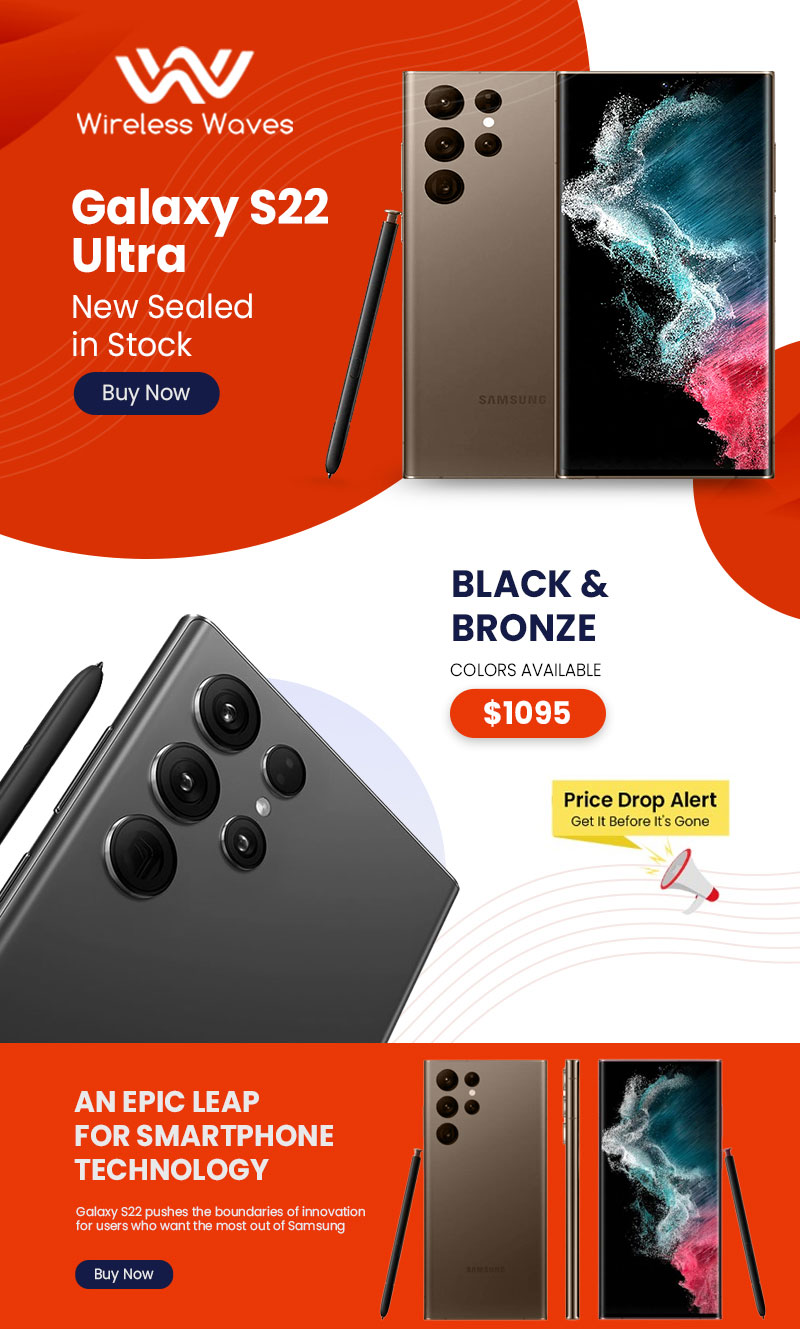 Wireless Waves
Galaxy S22
Ultra
New Sealed
in Stock
Buy Now
SAMSUNG
BLACK &
BRONZE
COLORS AVAILABLE
$1095
Price Drop Alert
Get It Before It's Gone
AN EPIC LEAP
FOR SMARTPHONE
TECHNOLOGY
Galaxy S22 pushes the boundaries of innovation
for users who want the most out of Samsung
Buy Now
SAMSUNG